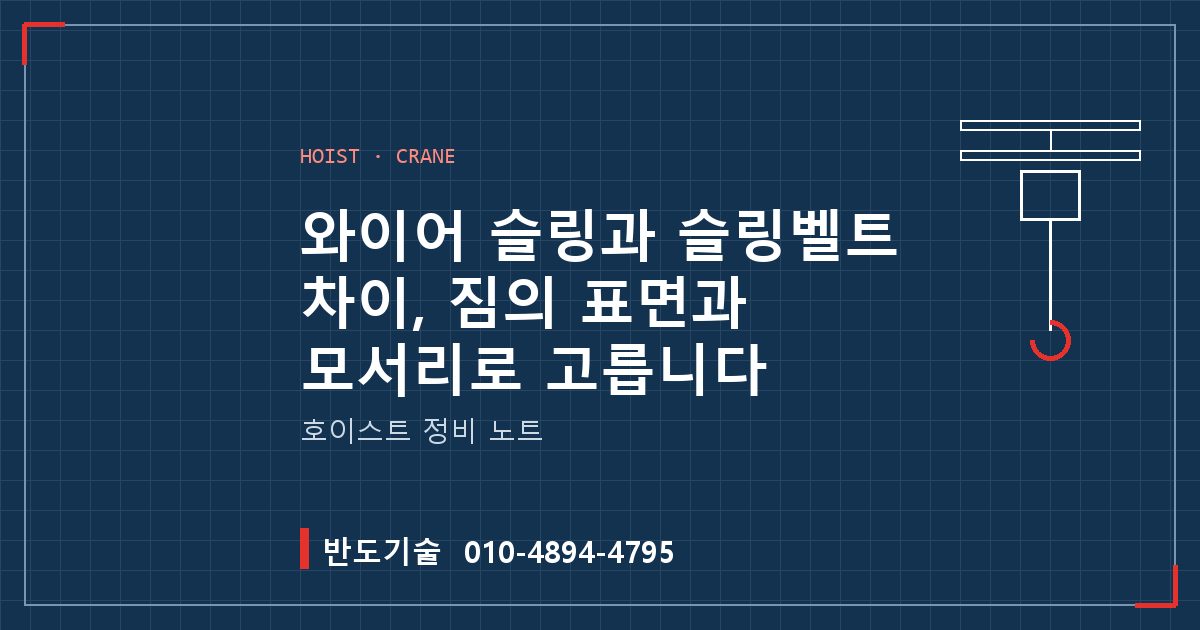 HOIST · CRANE
와이어 슬링과 슬링벨트
차이, 짐의 표면과
모서리로 고릅니다
호이스트 정비 노트
반도기술 010-4894-4795